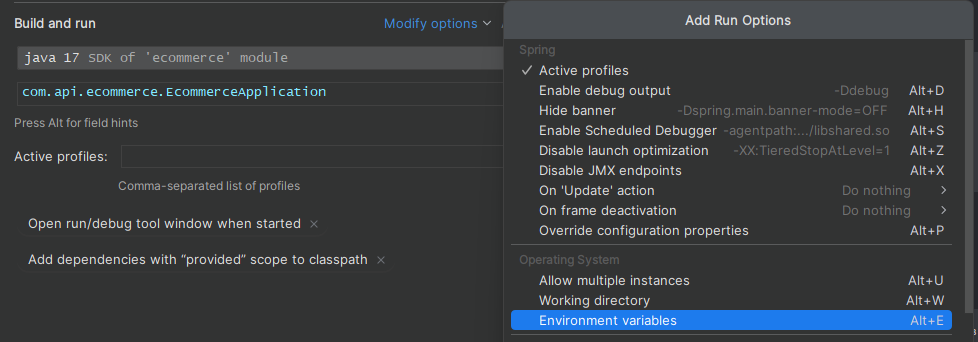 Build and run
Modify options
java 17 SDK of 'ecommerce' module
com.api.ecommerce.EcommerceApplication
Press Alt for field hints
Active profiles:
Comma-separated list of profiles
Open run/debug tool window when started ×
Add dependencies with “provided” scope to classpath ×
Add Run Options
Spring
✓ Active profiles
Enable debug output -Ddebug Alt+D
Hide banner -Dspring.main.banner-mode=OFF Alt+H
Enable Scheduled Debugger -agentpath:.../libshared.so Alt+S
Disable launch optimization -XX:TieredStopAtLevel=1 Alt+Z
Disable JMX endpoints Alt+X
On 'Update' action Do nothing >
On frame deactivation Do nothing >
Override configuration properties Alt+P
Operating System
Allow multiple instances Alt+U
Working directory Alt+W
Environment variables Alt+E